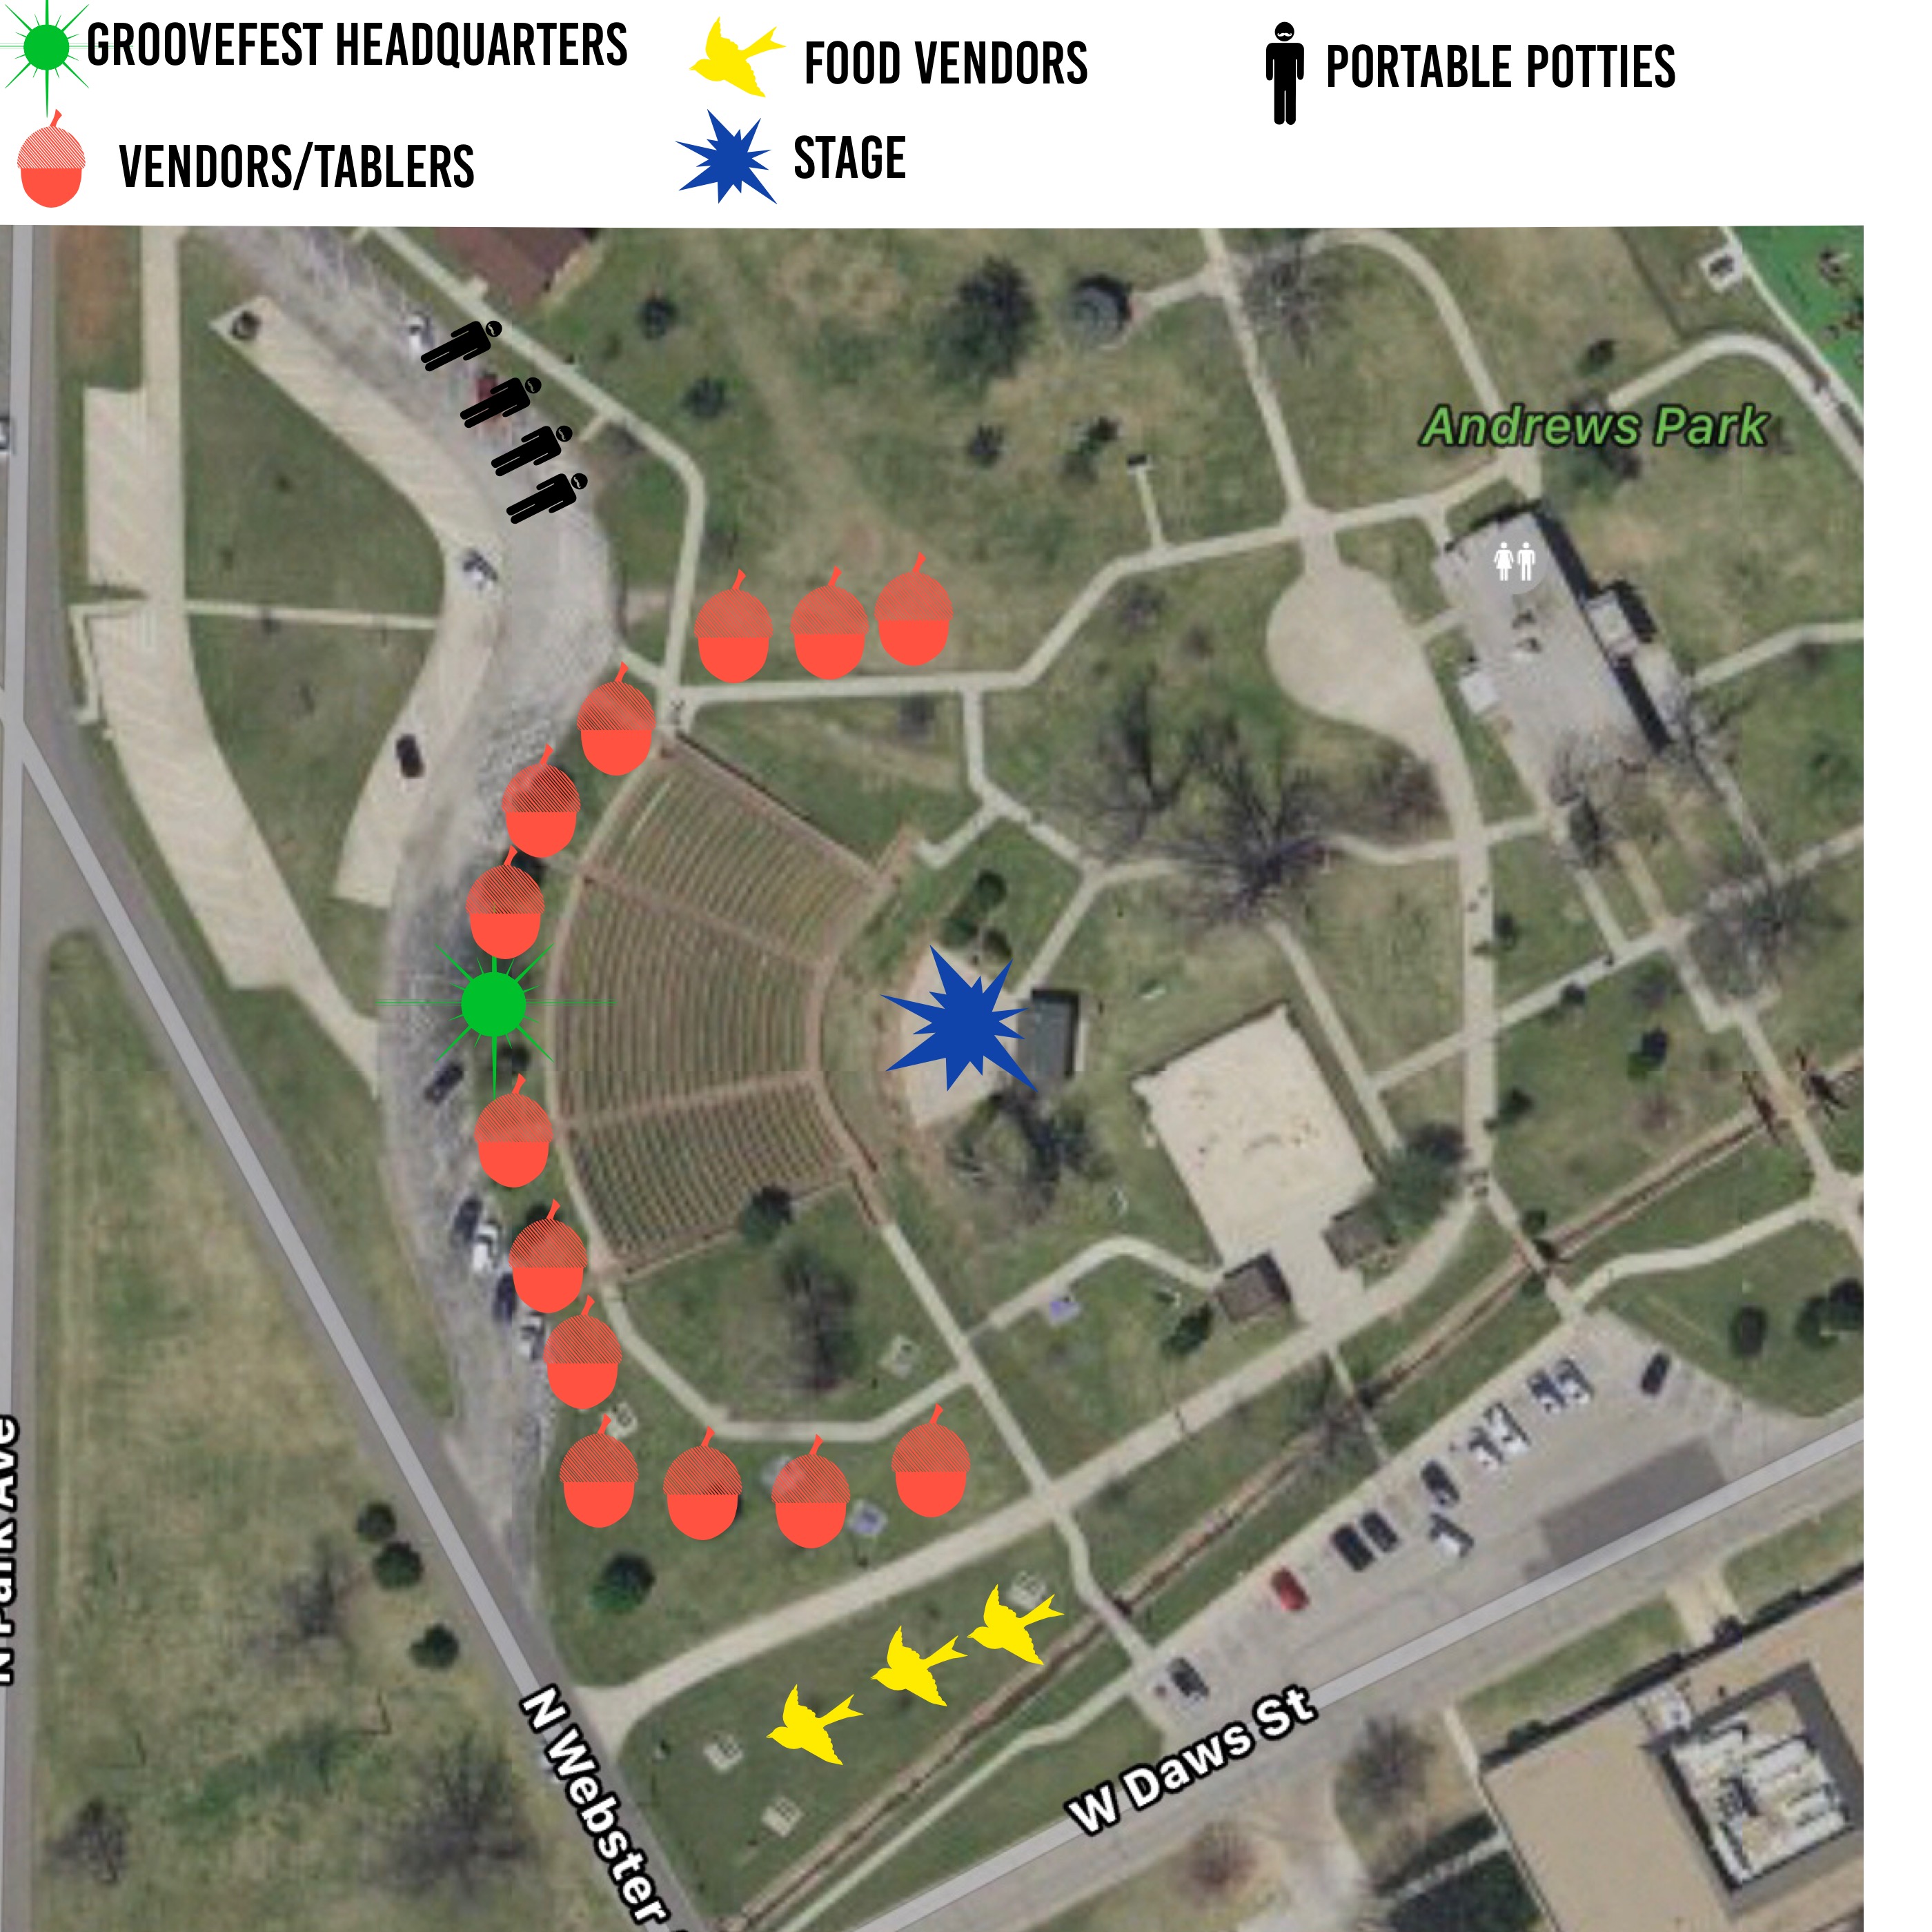 GROOVEFEST HEADQUARTERS
FOOD VENDORS
PORTABLE POTTIES
VENDORS/TABLERS
STAGE
Andrews Park
N Park Ave
N Webster
W Daws St